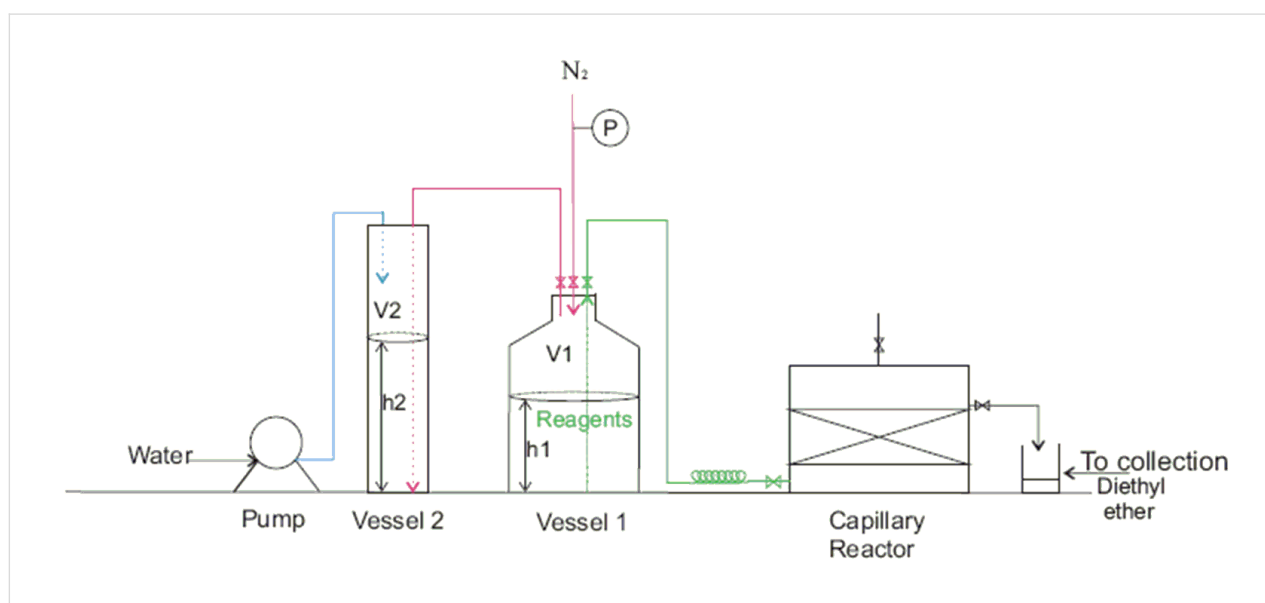 N₂
P
V2
V1
h2
Reagents
h1
Water
To collection
Diethyl
ether
Pump
Vessel 2
Vessel 1
Capillary
Reactor